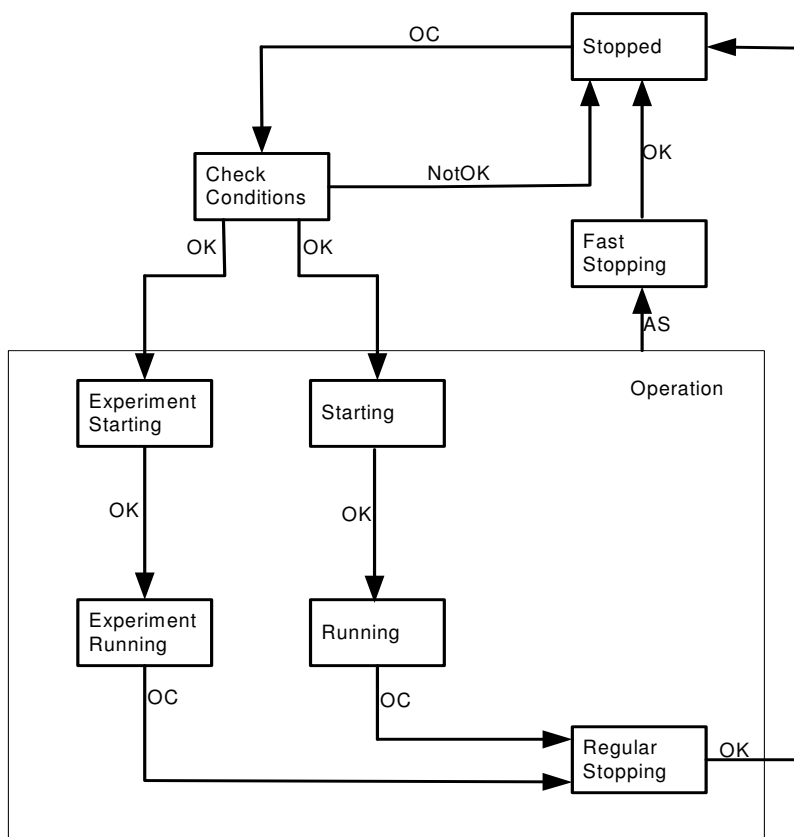 OC
Stopped
Check
Conditions
NotOK
OK
Fast
Stopping
OK
OK
AS
Operation
Experiment
Starting
Starting
OK
OK
Experiment
Running
Running
OC
OC
Regular
Stopping
OK